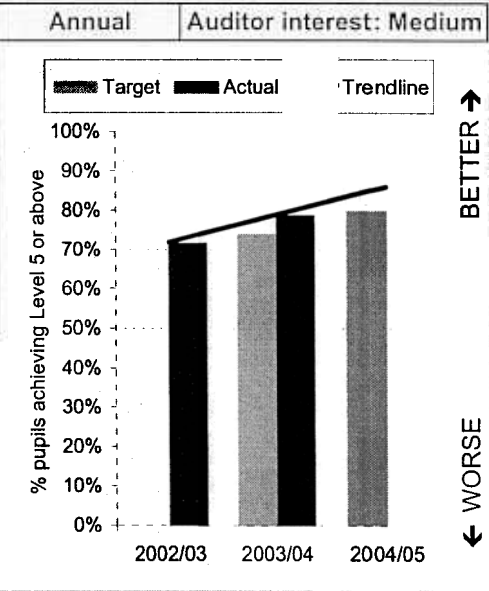 Annual Auditor interest: Medium
Target Actual Trendline
100%
90%
80%
70%
60%
50%
40%
30%
20%
10%
0%
% pupils achieving Level 5 or above
2002/03 2003/04 2004/05
BETTER →
← WORSE